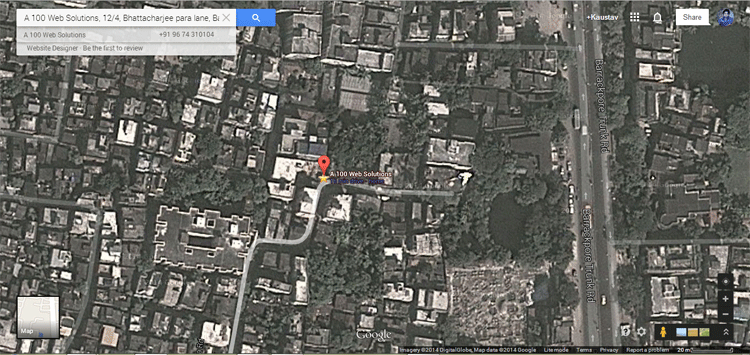 A 100 Web Solutions, 12/4, Bhattacharjee para lane, Ba
+Kaustav
Share
A 100 Web Solutions +91 96 74 310104
Website Designer · Be the first to review
Barrackpore Trunk Rd
A 100 Web Solutions
Barrackpore Trunk Rd
Map
Google
Imagery ©2014 DigitalGlobe, Map data ©2014 Google Lite mode Terms Privacy Report a problem 20 m